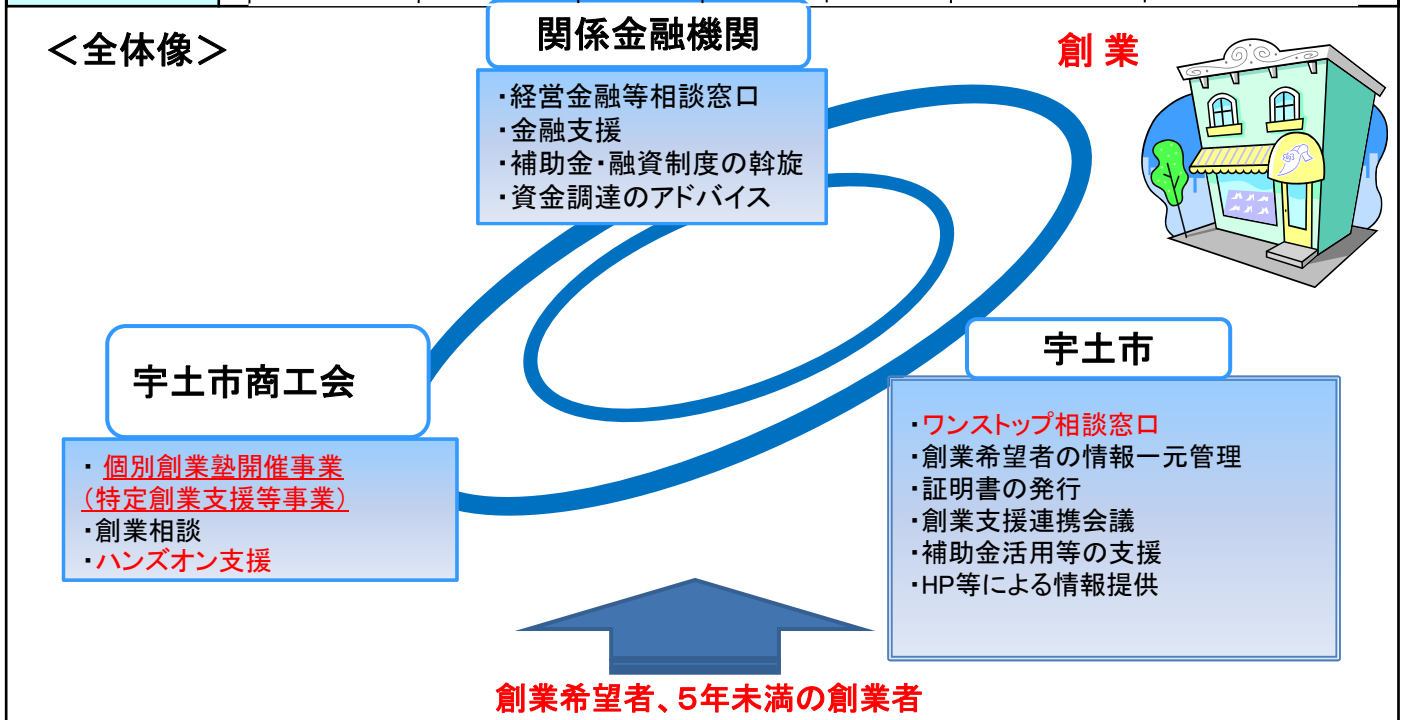 ＜全体像＞
関係金融機関
・経営金融等相談窓口
・金融支援
・補助金・融資制度の斡旋
・資金調達のアドバイス
創 業
宇土市商工会
・ 個別創業塾開催事業
（特定創業支援等事業）
・創業相談
・ハンズオン支援
宇土市
・ワンストップ相談窓口
・創業希望者の情報一元管理
・証明書の発行
・創業支援連携会議
・補助金活用等の支援
・HP等による情報提供
創業希望者、５年未満の創業者